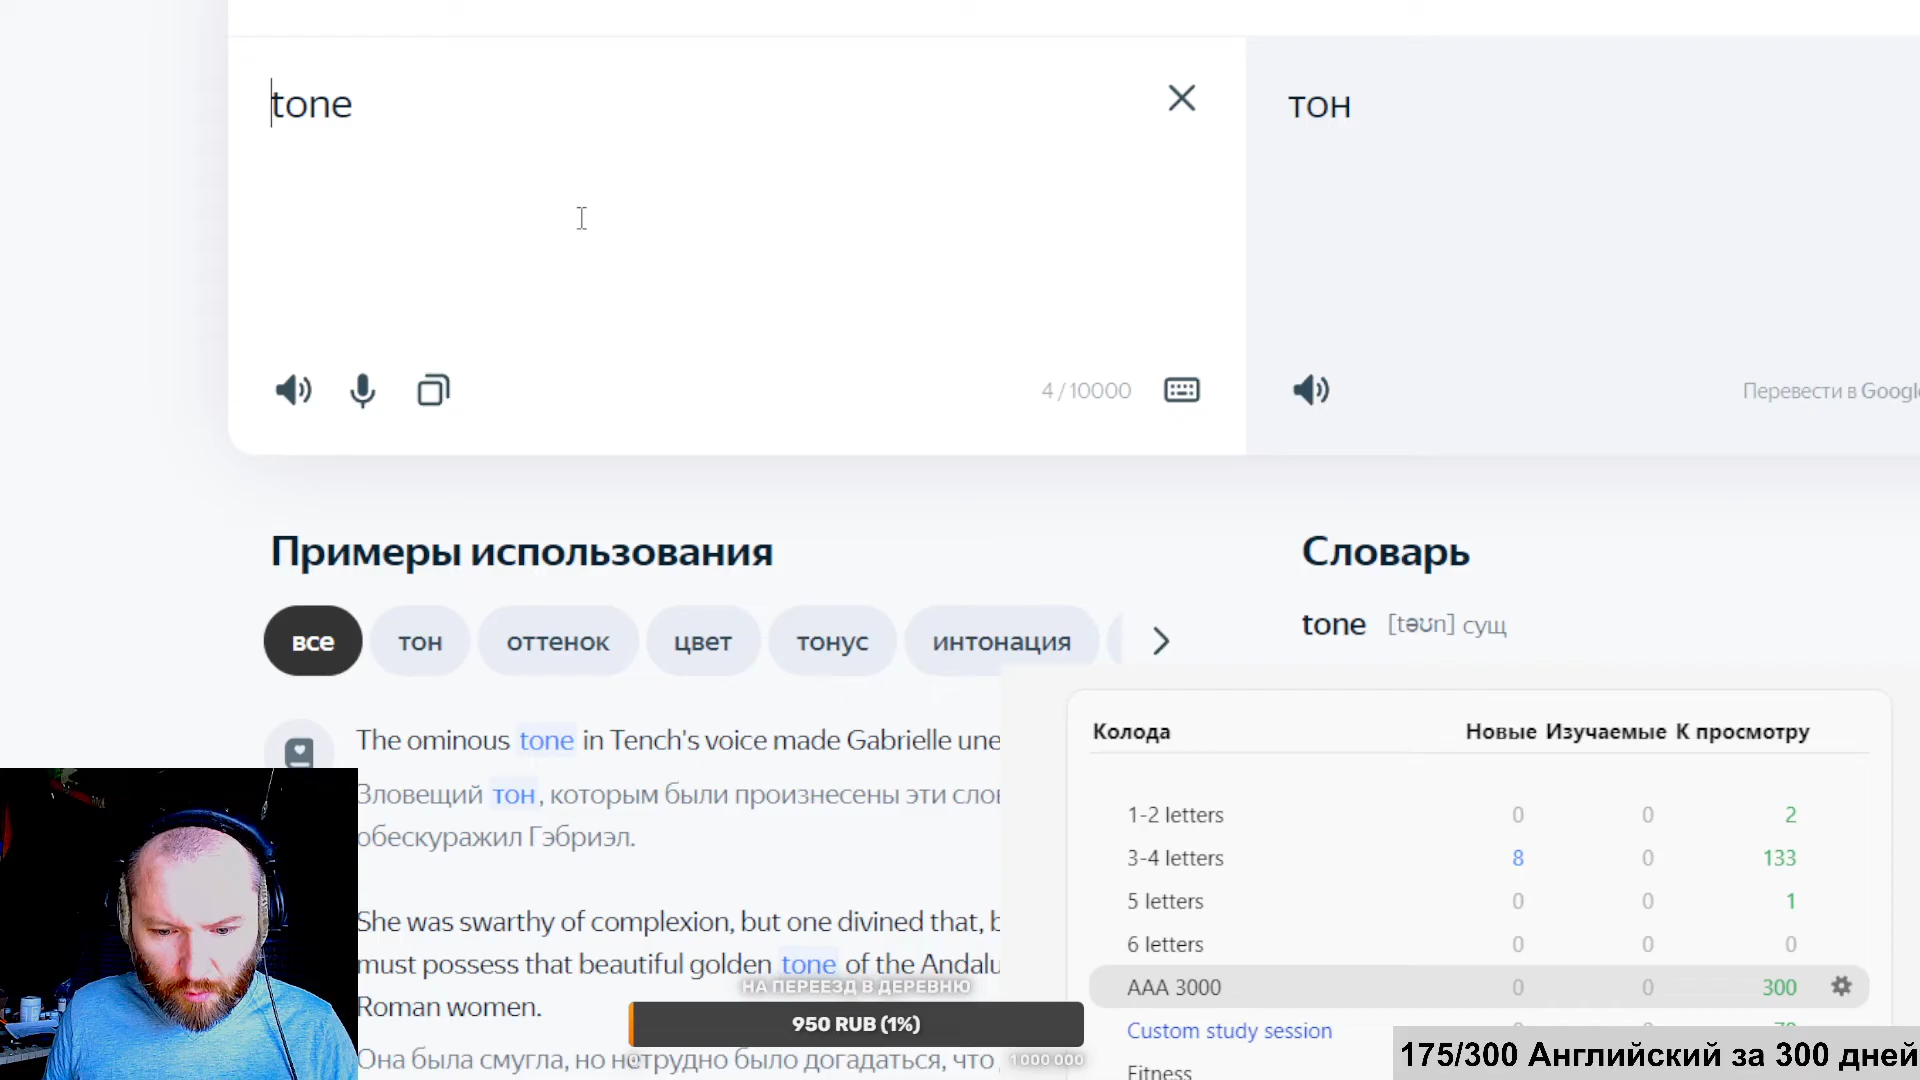 tone
тон
4/10000
Перевести в Google
Примеры использования
все
тон
оттенок
цвет
тонус
интонация
The ominous tone in Tench's voice made Gabrielle une
Зловещий тон, которым были произнесены эти слов
обескуражил Гэбриэл.
She was swarthy of complexion, but one divined that, b
must possess that beautiful golden tone of the Andalu
Roman women.
Она была смугла, но нетрудно было догадаться, что
Словарь
tone [təʊn] сущ
Колода Новые Изучаемые К просмотру
1-2 letters 0 0 2
3-4 letters 8 0 133
5 letters 0 0 1
6 letters 0 0 0
AAA 3000 0 0 300
Custom study session
Fitness
НА ПЕРЕЕЗД В ДЕРЕВНЮ
950 RUB (1%)
0 1 000 000
175/300 Английский за 300 дней